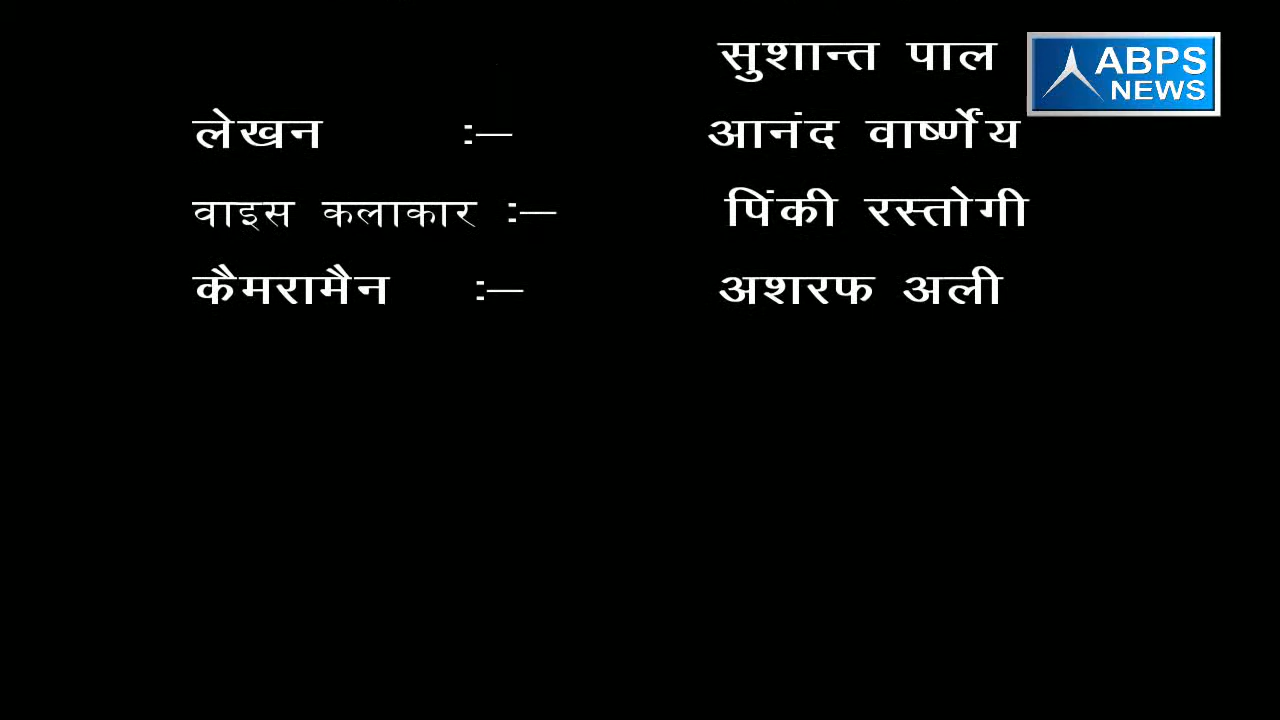 सुशान्त पाल
ABPS
NEWS
लेखन :— आनंद वार्ष्णेंय
वाइस कलाकार :— पिंकी रस्तोगी
कैमरामैन :— अशरफ अली